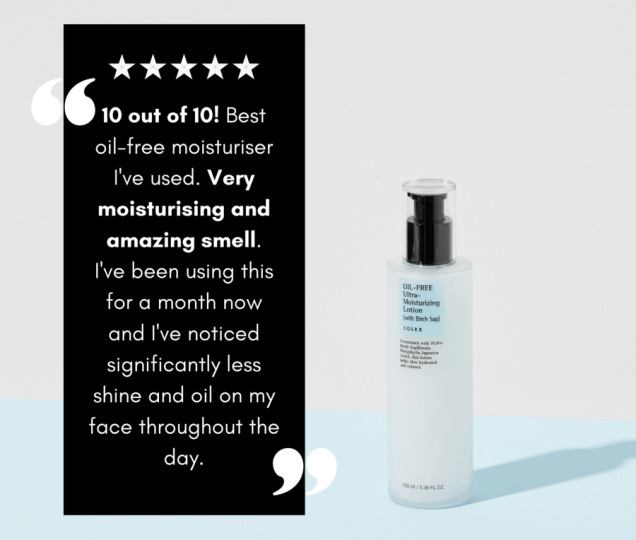 10 out of 10! Best
oil-free moisturiser
I've used. Very
moisturising and
amazing smell.
I've been using this
for a month now
and I've noticed
significantly less
shine and oil on my
face throughout the
day.
OIL-FREE
Ultra-
Moisturizing
Lotion
(with Birch Sap)
COSRX